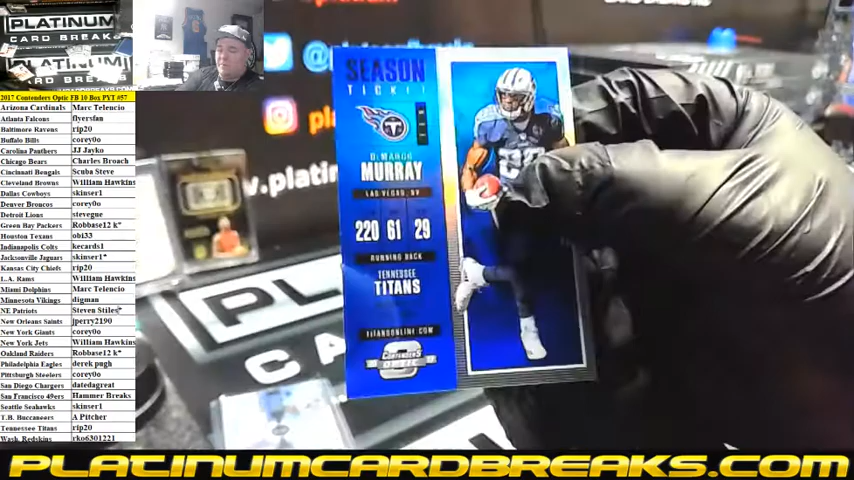 PLATINUM
CARD BREAKS
PLATINUM
2017 Contenders Optic FB 10 Box PYT #57
Arizona Cardinals Marc Telencio
Atlanta Falcons flyersfan
Baltimore Ravens rip20
Buffalo Bills corey0o
Carolina Panthers JJ Jayko
Chicago Bears Charles Broach
Cincinnati Bengals Scuba Steve
Cleveland Browns William Hawkins
Dallas Cowboys skinser1
Denver Broncos corey0o
Detroit Lions stevegue
Green Bay Packers Robbase12 k*
Houston Texans obi33
Indianapolis Colts kecards1
Jacksonville Jaguars skinser1*
Kansas City Chiefs rip20
L.A. Rams William Hawkins
Miami Dolphins Marc Telencio
Minnesota Vikings digman
NE Patriots Steven Stiles*
New Orleans Saints jperry2190
New York Giants corey0o
New York Jets William Hawkins
Oakland Raiders Robbase12 k*
Philadelphia Eagles derek pugh
Pittsburgh Steelers corey0o
San Diego Chargers datedagreat
San Francisco 49ers Hammer Breaks
Seattle Seahawks skinser1
T.B. Buccaneers A Pitcher
Tennessee Titans rip20
Wash. Redskins rko6301221
SEASON
TICKET
DeMARCO
MURRAY
LAS VEGAS, NV
220 61 29
RUNNING BACK
TENNESSEE
TITANS
TITANSONLINE.COM
CONTENDERS
OPTIC
@
.platin
PL
CARD
PLATINUMCARDBREAKS.COM